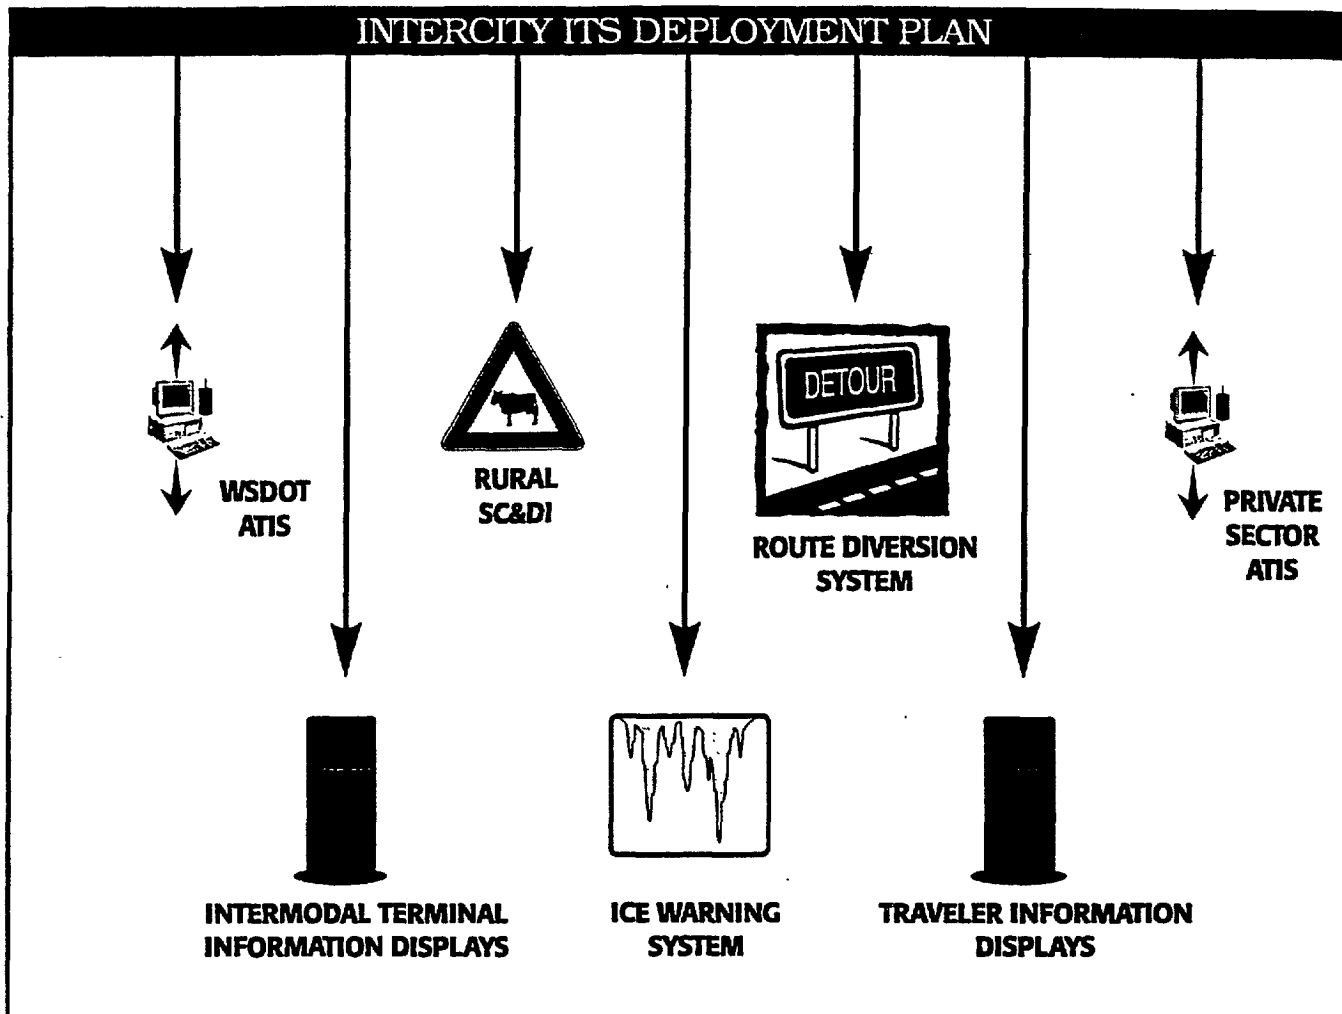 INTERCITY ITS DEPLOYMENT PLAN
WSDOT
ATIS
RURAL
SC&DI
DETOUR
ROUTE DIVERSION
SYSTEM
PRIVATE
SECTOR
ATIS
INTERMODAL TERMINAL
INFORMATION DISPLAYS
ICE WARNING
SYSTEM
TRAVELER INFORMATION
DISPLAYS